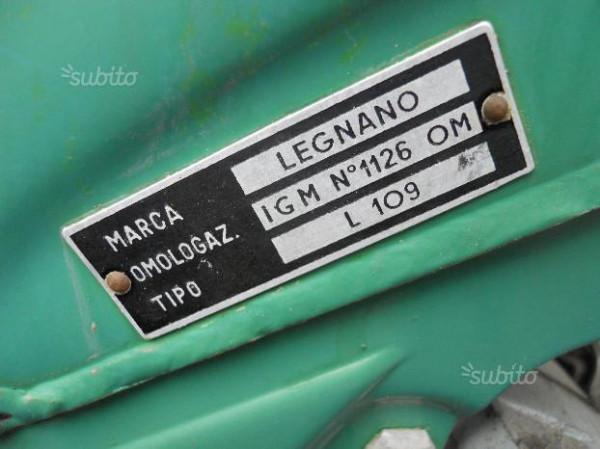 subito
MARCA LEGNANO
OMOLOGAZ. IGM N° 1126 OM
TIPO L 109
subito